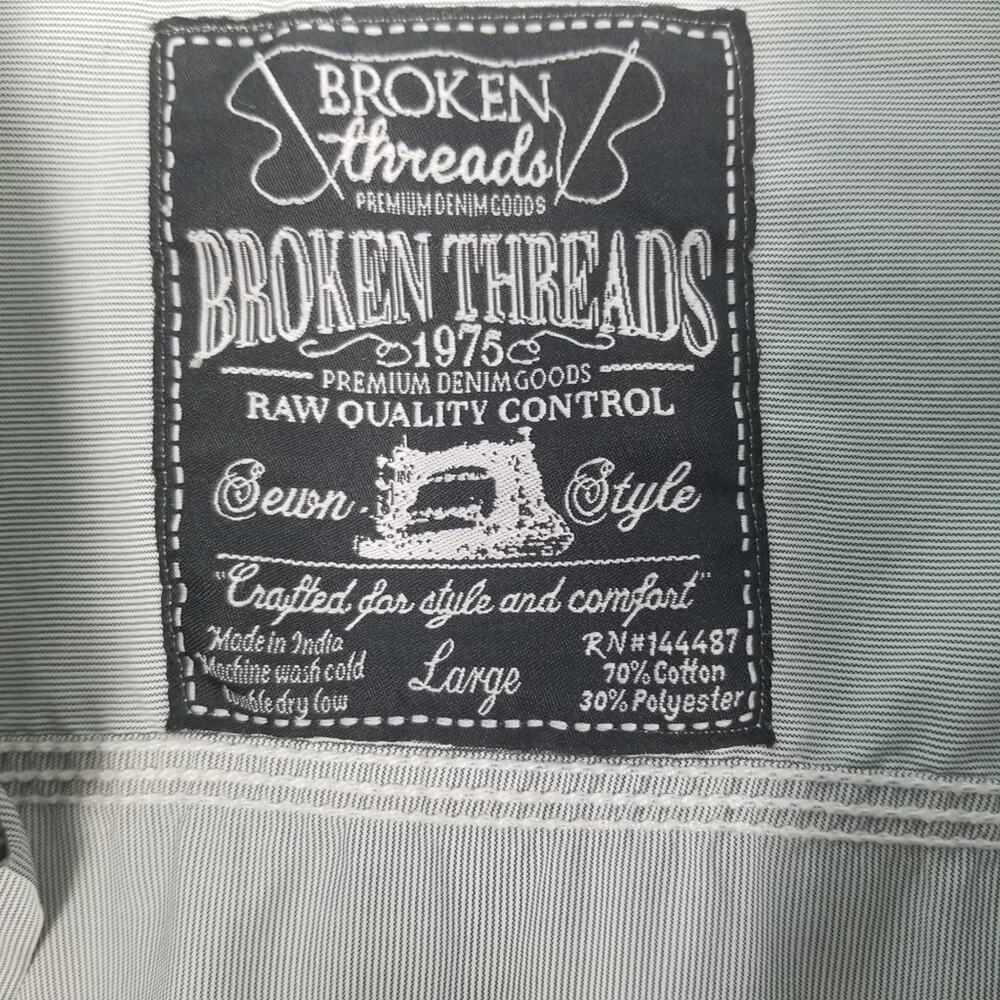 BROKEN
threads
PREMIUM DENIM GOODS
BROKEN THREADS
1975
PREMIUM DENIM GOODS
RAW QUALITY CONTROL
Sewn Style
"Crafted for style and comfort"
Made in India
Machine wash cold
tumble dry low
Large
RN#144487
70% Cotton
30% Polyester